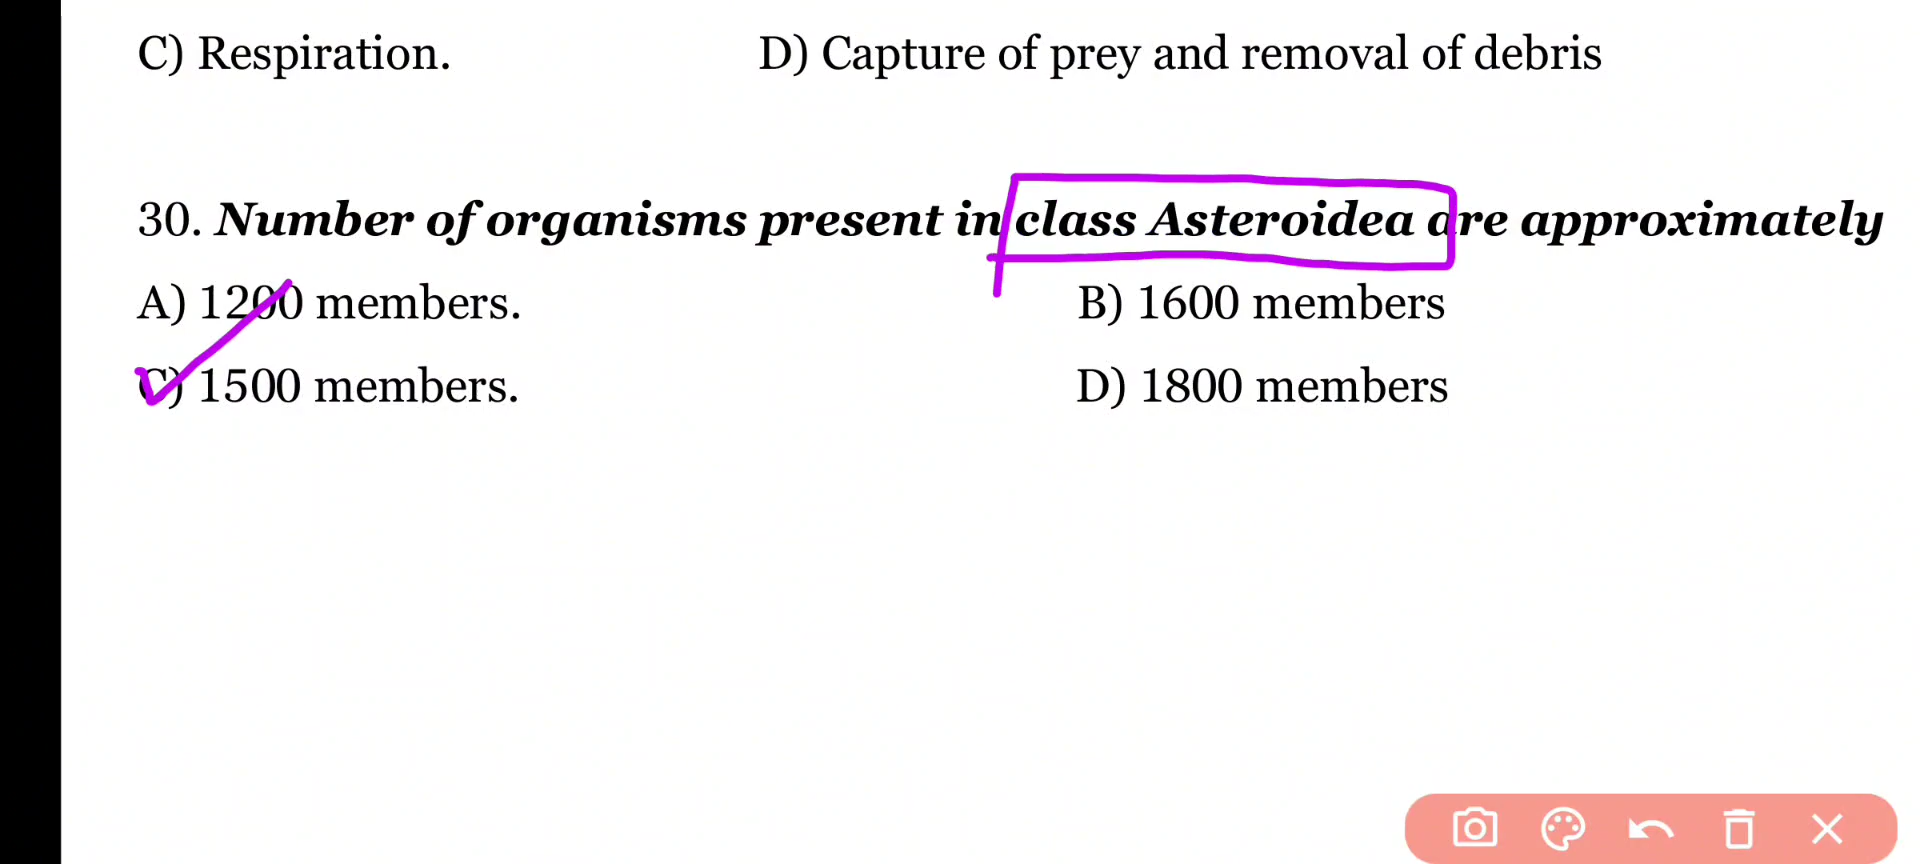 C) Respiration. D) Capture of prey and removal of debris
30. Number of organisms present in class Asteroidea are approximately
A) 1200 members. B) 1600 members
C) 1500 members. D) 1800 members